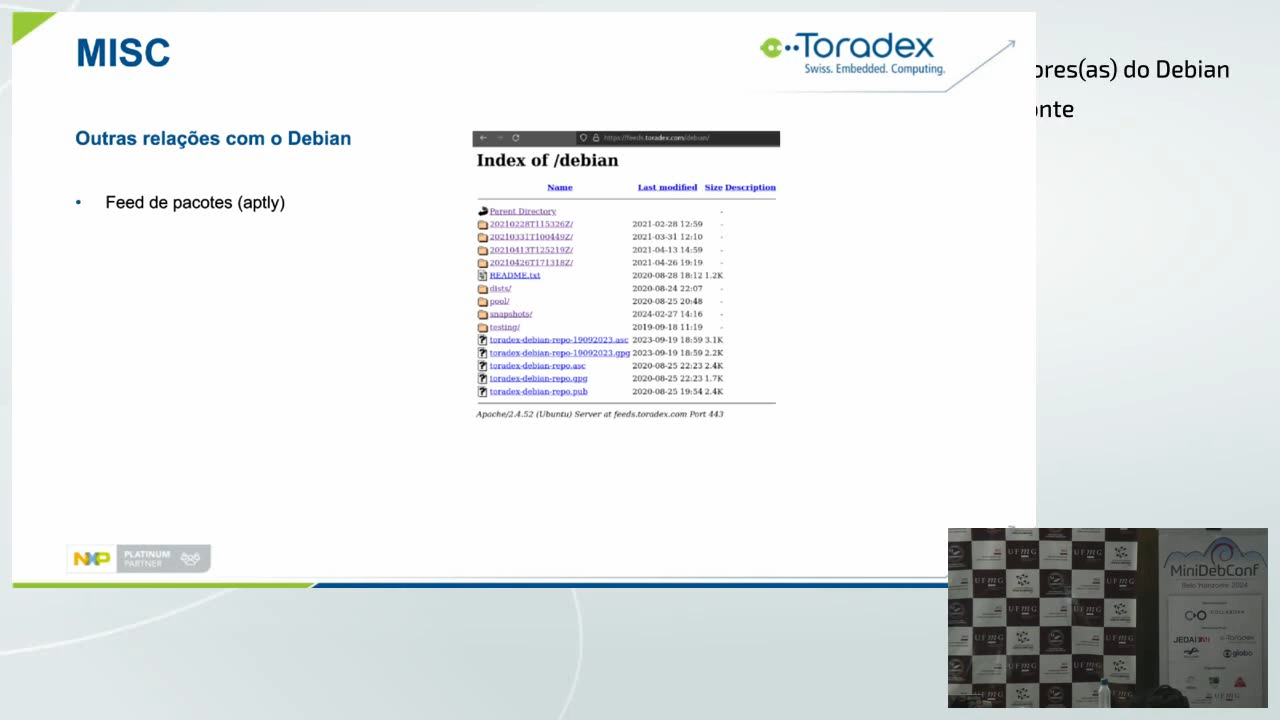 MISC
Toradex
Swiss. Embedded. Computing.
ores(as) do Debian
onte
Outras relações com o Debian
• Feed de pacotes (aptly)
https://feeds.toradex.com/debian/
Index of /debian
Name Last modified Size Description
Parent Directory -
20210228T115326Z/ 2021-02-28 12:59 -
20210331T100449Z/ 2021-03-31 12:10 -
20210413T125219Z/ 2021-04-13 14:59 -
20210426T171318Z/ 2021-04-26 19:19 -
README.txt 2020-08-28 18:12 1.2K
dists/ 2020-08-24 22:07 -
pool/ 2020-08-25 20:48 -
snapshots/ 2024-02-27 14:16 -
testing/ 2019-09-18 11:19 -
toradex-debian-repo-19092023.asc 2023-09-19 18:59 3.1K
toradex-debian-repo-19092023.gpg 2023-09-19 18:59 2.2K
toradex-debian-repo.asc 2020-08-25 22:23 2.4K
toradex-debian-repo.gpg 2020-08-25 22:23 1.7K
toradex-debian-repo.pub 2020-08-25 19:54 2.4K
Apache/2.4.52 (Ubuntu) Server at feeds.toradex.com Port 443
NXP
PLATINUM
PARTNER
UFMG
MiniDebConf
Belo Horizonte 2024
COLLABORA
JEDAI
Toradex
globo
UFMG